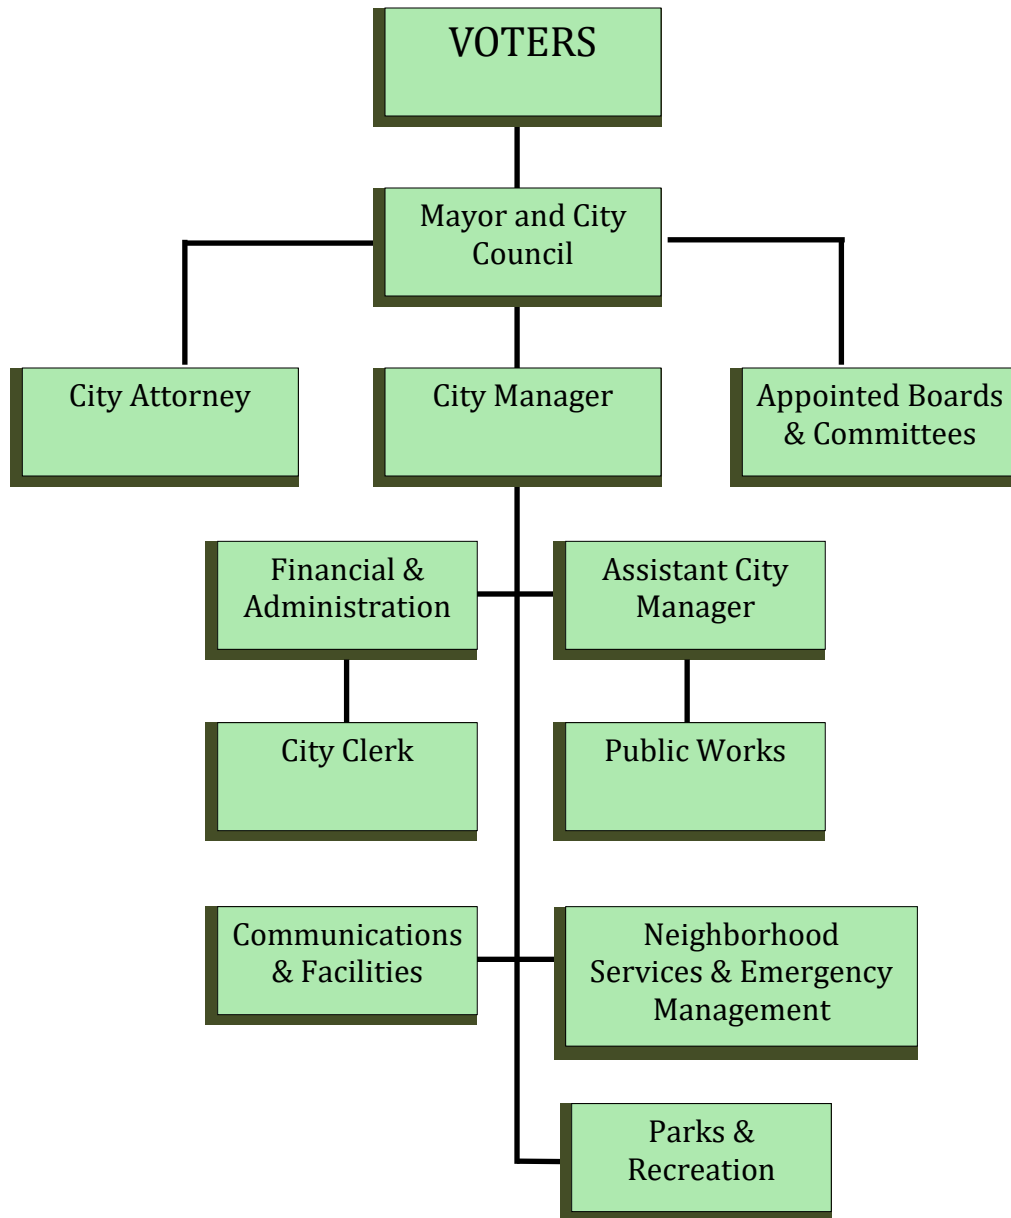 VOTERS
Mayor and City
Council
City Attorney
City Manager
Appointed Boards
& Committees
Financial &
Administration
Assistant City
Manager
City Clerk
Public Works
Communications
& Facilities
Neighborhood
Services & Emergency
Management
Parks &
Recreation